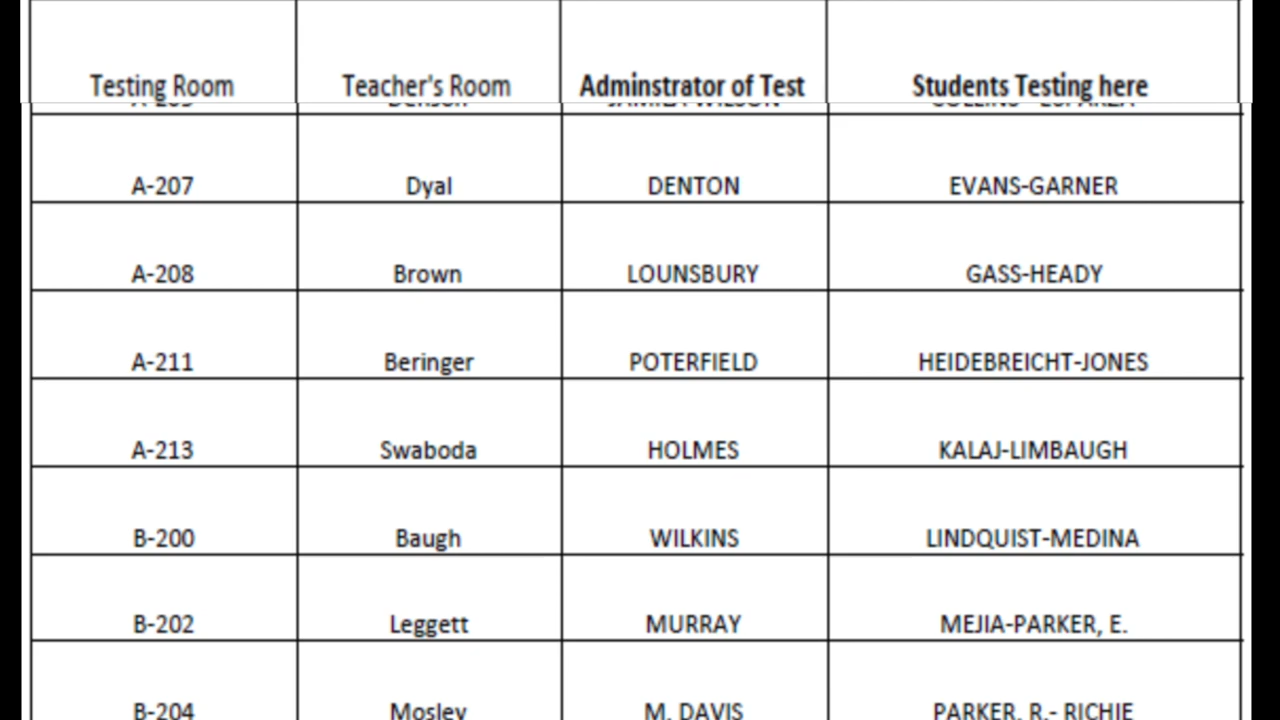 Testing Room Teacher's Room Adminstrator of Test Students Testing here
A-207 Dyal DENTON EVANS-GARNER
A-208 Brown LOUNSBURY GASS-HEADY
A-211 Beringer POTERFIELD HEIDEBREICHT-JONES
A-213 Swaboda HOLMES KALAJ-LIMBAUGH
B-200 Baugh WILKINS LINDQUIST-MEDINA
B-202 Leggett MURRAY MEJIA-PARKER, E.
B-204 Mosley M. DAVIS PARKER, R.- RICHIE